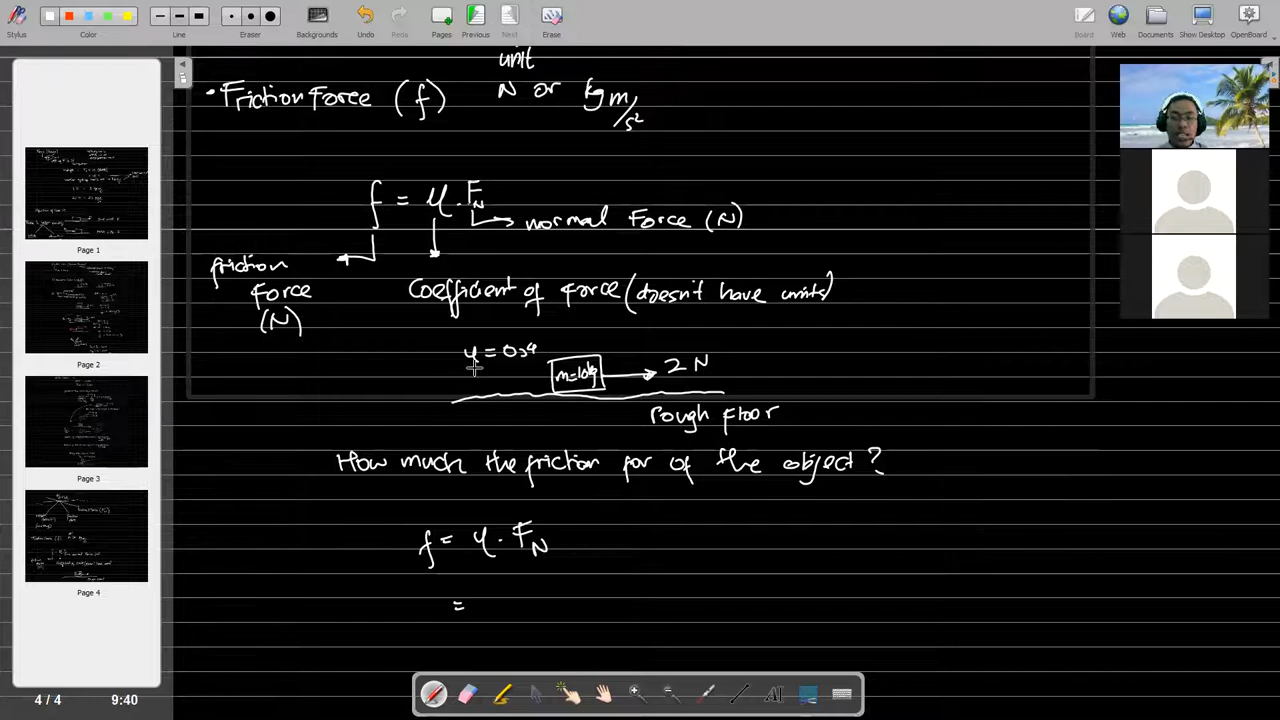 Stylus
Color
Line
Eraser
Backgrounds
Undo
Redo
Pages
Previous
Next
Erase
Board
Web
Documents
Show Desktop
OpenBoard
unit
• Friction Force (f)
N or kg m/s²
f = μ . F_N
normal Force (N)
friction
Force
(N)
Coefficient of force (doesn't have units)
μ = 0,4
m=10kg
2 N
rough floor
How much the friction for of the object ?
f = μ . F_N
=
Page 1
Page 2
Page 3
Page 4
4 / 4
9:40